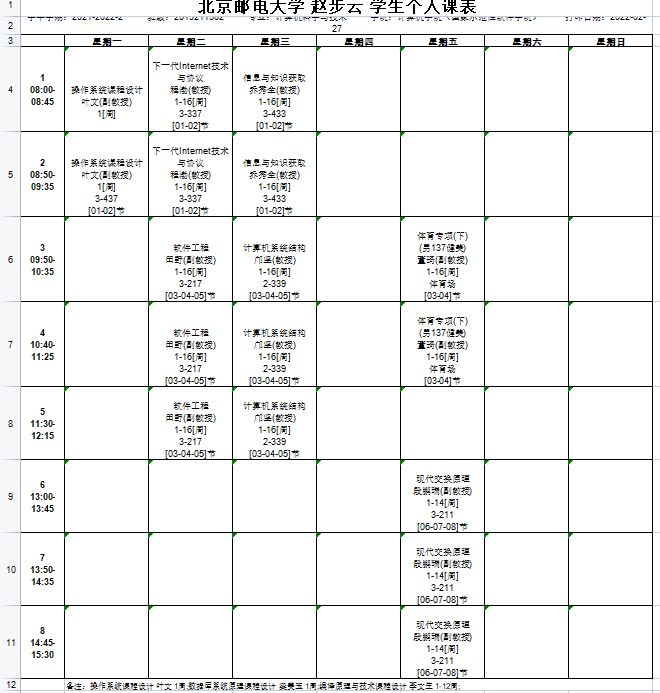 1
北京邮电大学 赵步云 学生个人课表
2
学年学期：2021-2022-2 班级：2019211302 专业：计算机科学与技术 学院：计算机学院（国家示范性软件学院） 打印日期：2022-02-27
3 星期一 星期二 星期三 星期四 星期五 星期六 星期日
4
1
08:00-
08:45
操作系统课程设计
叶文(副教授)
1[周]
下一代Internet技术
与协议
程渤(教授)
1-16[周]
3-337
[01-02]节
信息与知识获取
乔秀全(教授)
1-16[周]
3-433
[01-02]节
5
2
08:50-
09:35
操作系统课程设计
叶文(副教授)
1[周]
3-437
[01-02]节
下一代Internet技术
与协议
程渤(教授)
1-16[周]
3-337
[01-02]节
信息与知识获取
乔秀全(教授)
1-16[周]
3-433
[01-02]节
6
3
09:50-
10:35
软件工程
田野(副教授)
1-16[周]
3-217
[03-04-05]节
计算机系统结构
邝坚(教授)
1-16[周]
2-339
[03-04-05]节
体育专项(下)
(男137健美)
董琦(副教授)
1-16[周]
体育场
[03-04]节
7
4
10:40-
11:25
软件工程
田野(副教授)
1-16[周]
3-217
[03-04-05]节
计算机系统结构
邝坚(教授)
1-16[周]
2-339
[03-04-05]节
体育专项(下)
(男137健美)
董琦(副教授)
1-16[周]
体育场
[03-04]节
8
5
11:30-
12:15
软件工程
田野(副教授)
1-16[周]
3-217
[03-04-05]节
计算机系统结构
邝坚(教授)
1-16[周]
2-339
[03-04-05]节
9
6
13:00-
13:45
现代交换原理
段鹏瑞(副教授)
1-14[周]
3-211
[06-07-08]节
10
7
13:50-
14:35
现代交换原理
段鹏瑞(副教授)
1-14[周]
3-211
[06-07-08]节
11
8
14:45-
15:30
现代交换原理
段鹏瑞(副教授)
1-14[周]
3-211
[06-07-08]节
12
备注：操作系统课程设计 叶文 1周;数据库系统原理课程设计 1周;编译原理与技术课程设计 李文生 1-12周;